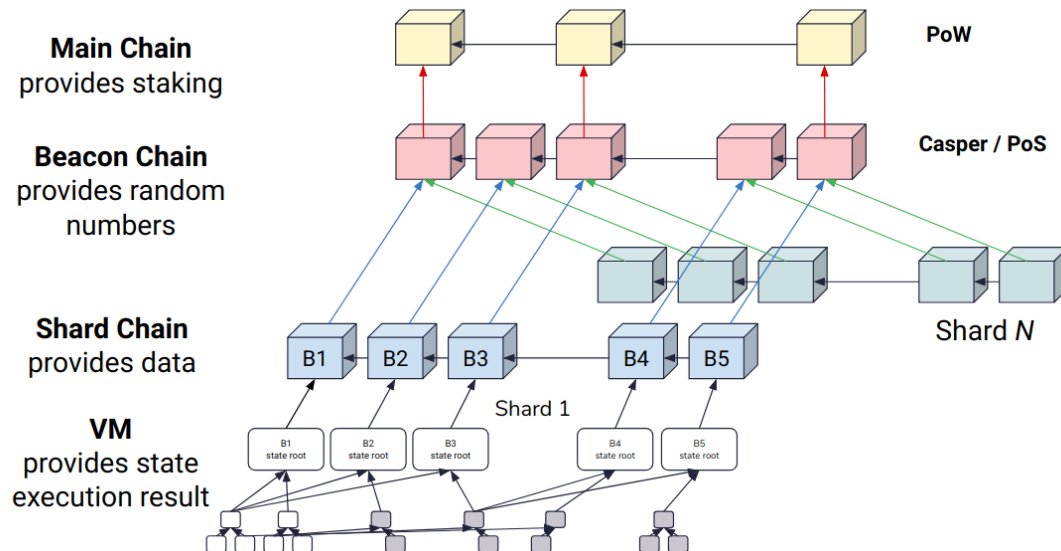 Main Chain
provides staking
PoW
Beacon Chain
provides random
numbers
Casper / PoS
Shard N
Shard Chain
provides data
B1
B2
B3
B4
B5
Shard 1
VM
provides state
execution result
B1
state root
B2
state root
B3
state root
B4
state root
B5
state root